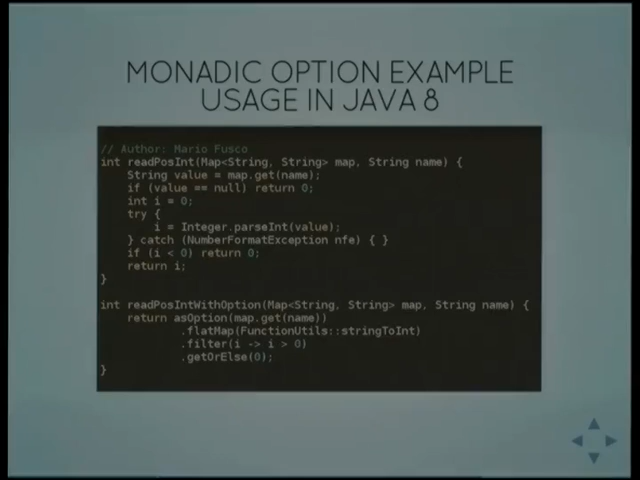 MONADIC OPTION EXAMPLE
USAGE IN JAVA 8
// Author: Mario Fusco
int readPosInt(Map<String, String> map, String name) {
    String value = map.get(name);
    if (value == null) return 0;
    int i = 0;
    try {
        i = Integer.parseInt(value);
    } catch (NumberFormatException nfe) { }
    if (i < 0) return 0;
    return i;
}
int readPosIntWithOption(Map<String, String> map, String name) {
    return asOption(map.get(name))
            .flatMap(FunctionUtils::stringToInt)
            .filter(i -> i > 0)
            .getOrElse(0);
}